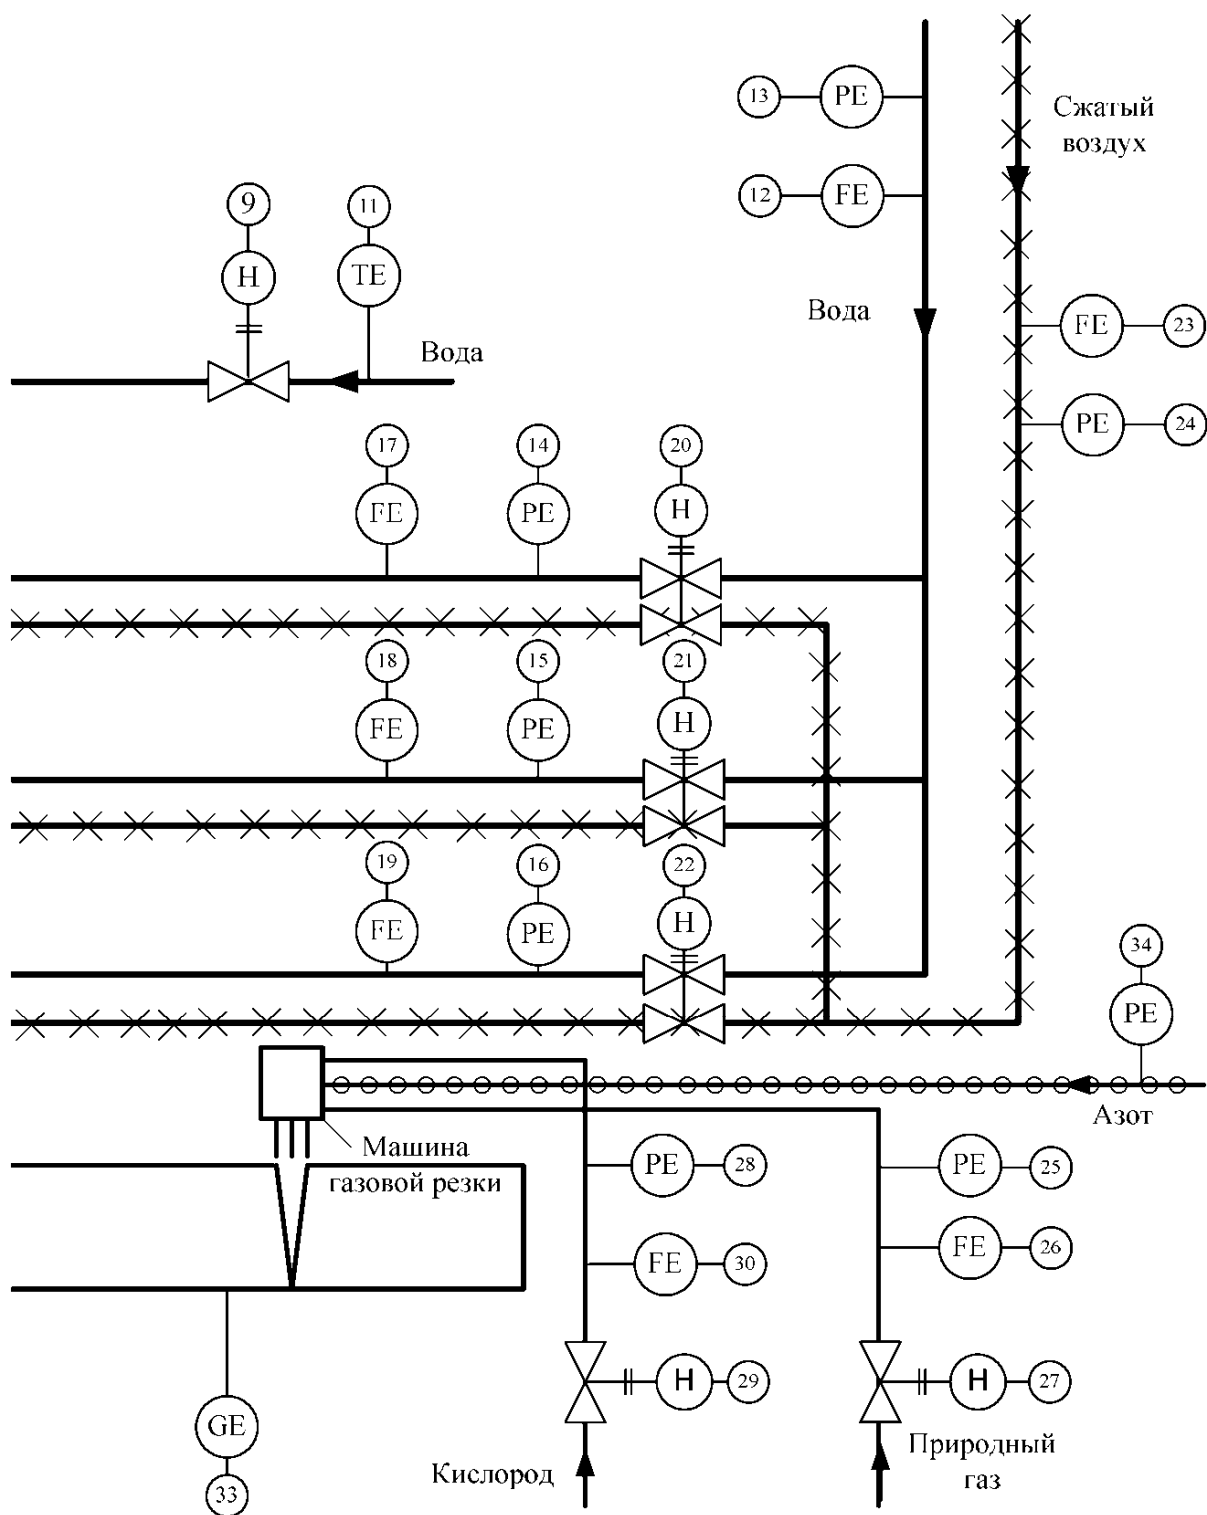 13 PE
Сжатый
воздух
12 FE
9
11
H
TE
Вода
FE 23
Вода
PE 24
17
14
20
FE
PE
H
18
15
21
FE
PE
H
19
16
22
FE
PE
H
34
PE
Азот
Машина
газовой резки
PE 28
PE 25
FE 30
FE 26
H 29
H 27
GE
33
Кислород
Природный
газ